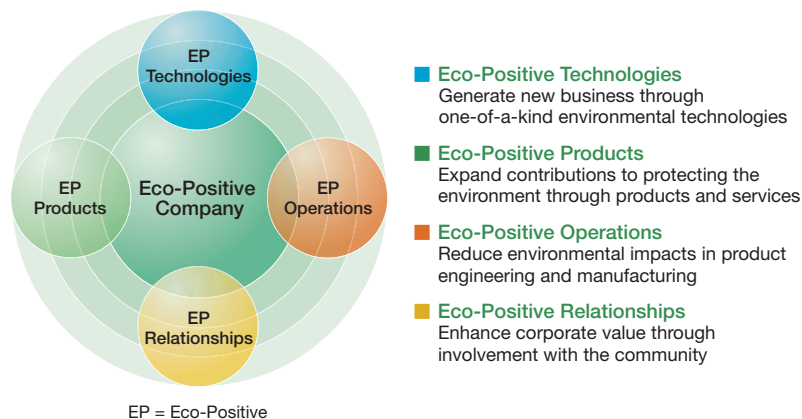 EP
Technologies
EP
Products
Eco-Positive
Company
EP
Operations
EP
Relationships
EP = Eco-Positive
Eco-Positive Technologies
Generate new business through
one-of-a-kind environmental technologies
Eco-Positive Products
Expand contributions to protecting the
environment through products and services
Eco-Positive Operations
Reduce environmental impacts in product
engineering and manufacturing
Eco-Positive Relationships
Enhance corporate value through
involvement with the community